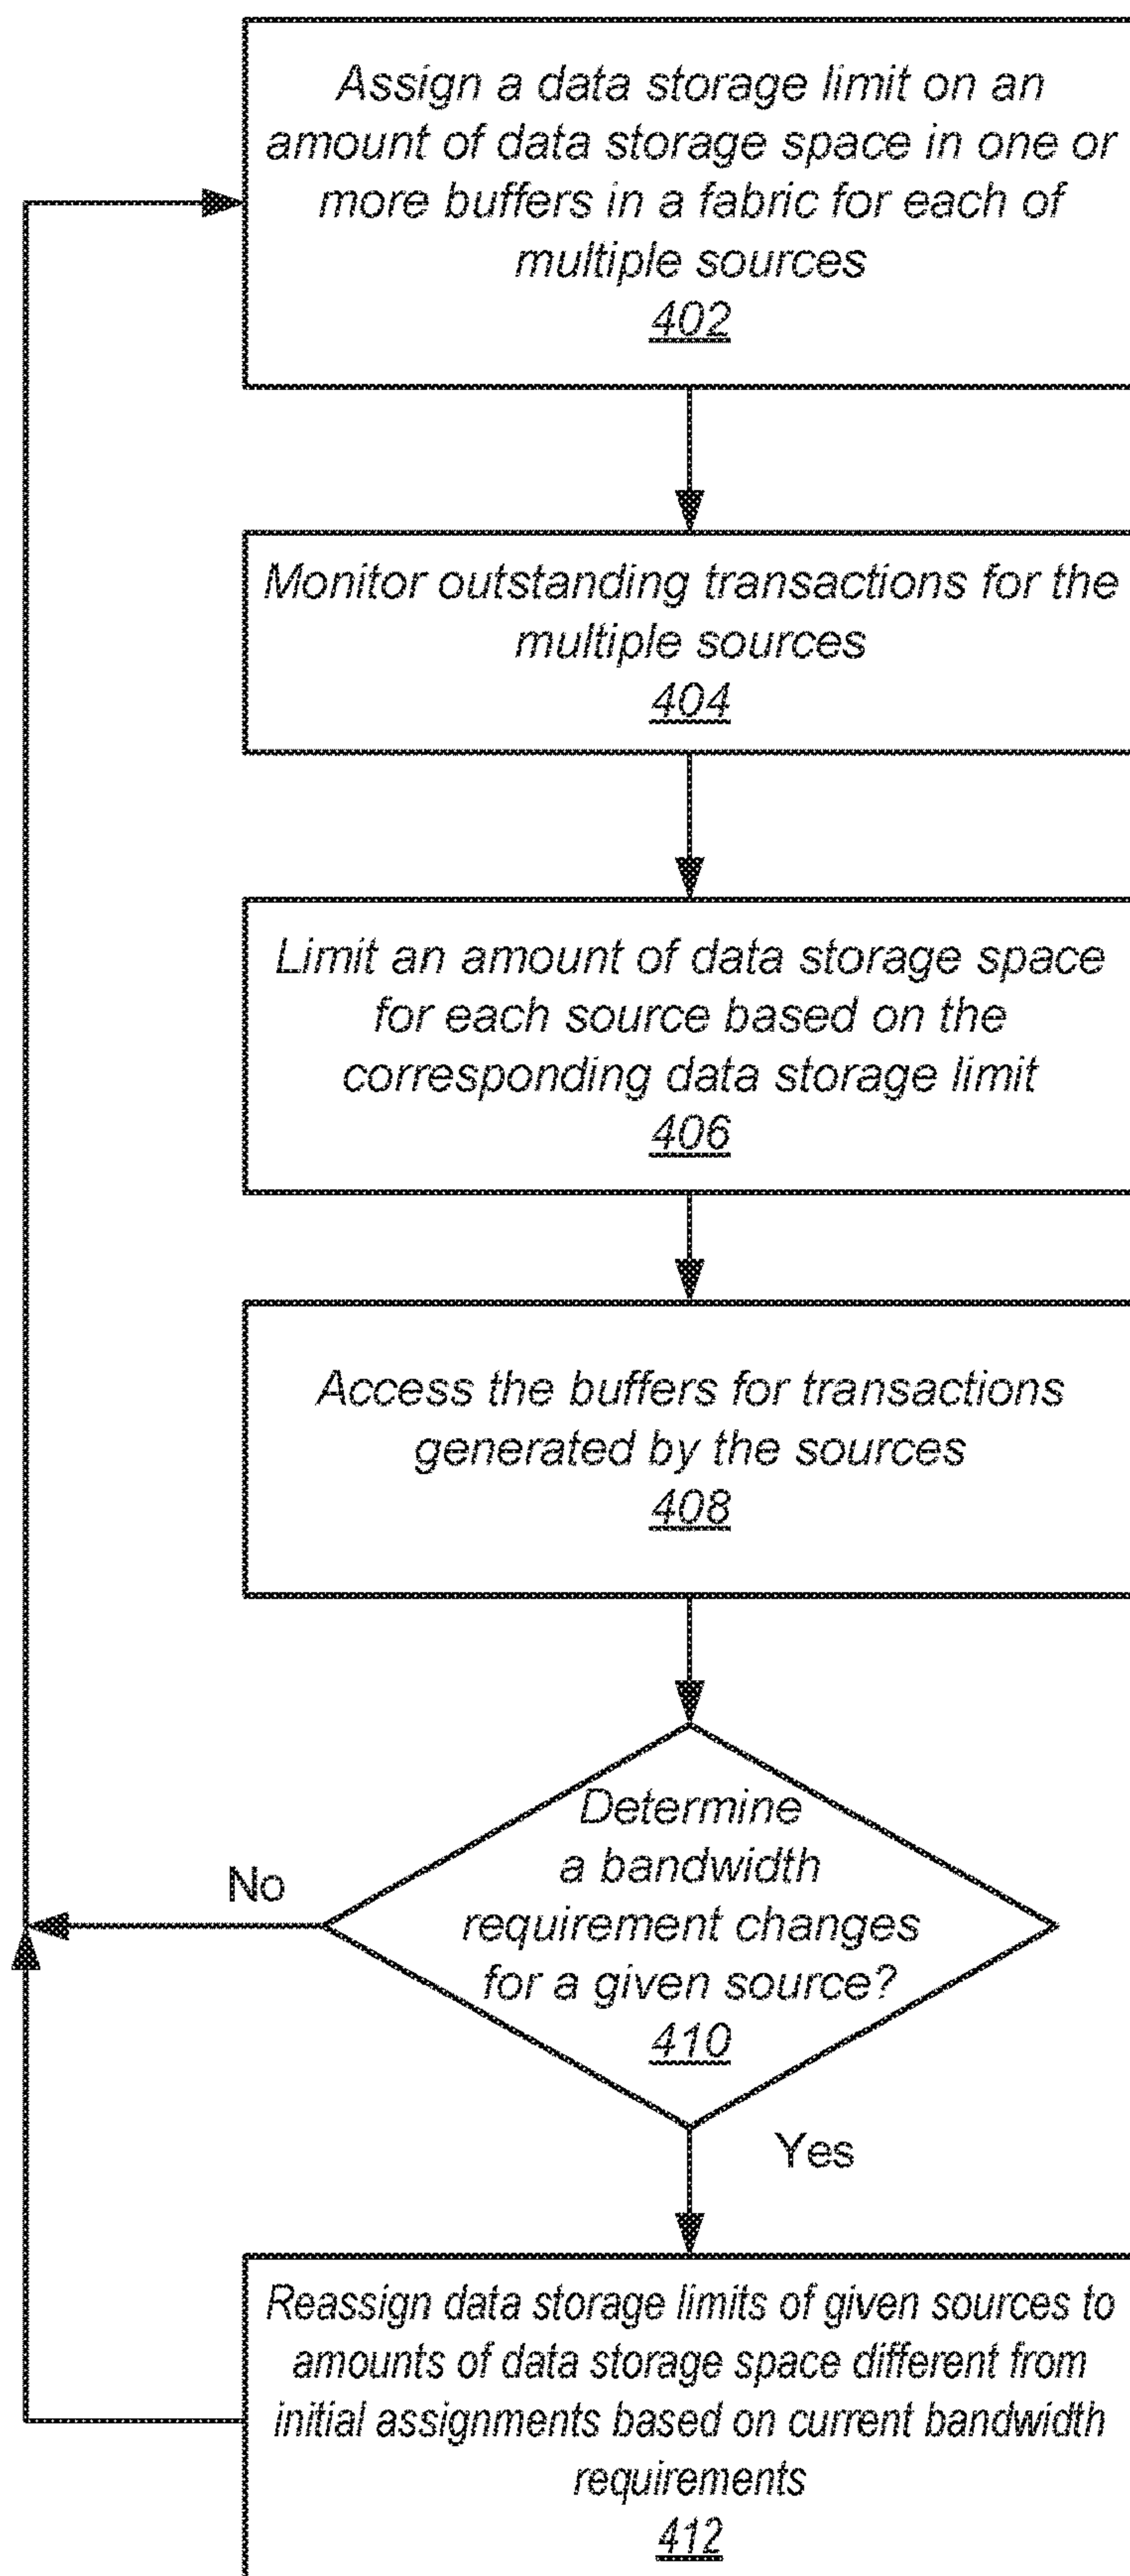 Assign a data storage limit on an
amount of data storage space in one or
more buffers in a fabric for each of
multiple sources
402
Monitor outstanding transactions for the
multiple sources
404
Limit an amount of data storage space
for each source based on the
corresponding data storage limit
406
Access the buffers for transactions
generated by the sources
408
Determine
a bandwidth
requirement changes
for a given source?
410
No
Yes
Reassign data storage limits of given sources to
amounts of data storage space different from
initial assignments based on current bandwidth
requirements
412